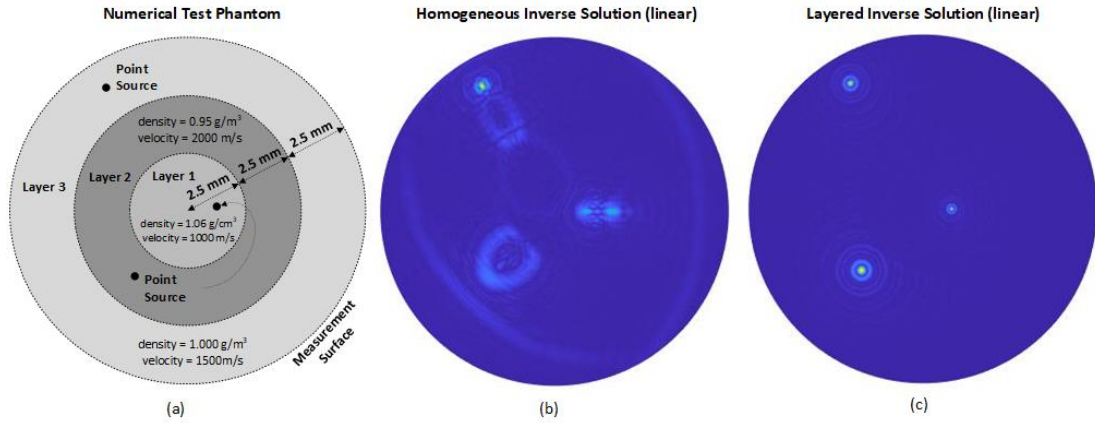 Numerical Test Phantom
Point
Source
density = 0.95 g/m³
velocity = 2000 m/s
2.5 mm
2.5 mm
2.5 mm
Layer 3
Layer 2
Layer 1
density = 1.06 g/cm³
velocity = 1000 m/s
Point
Source
density = 1.000 g/m³
velocity = 1500m/s
Measurement
Surface
(a)
Homogeneous Inverse Solution (linear)
(b)
Layered Inverse Solution (linear)
(c)